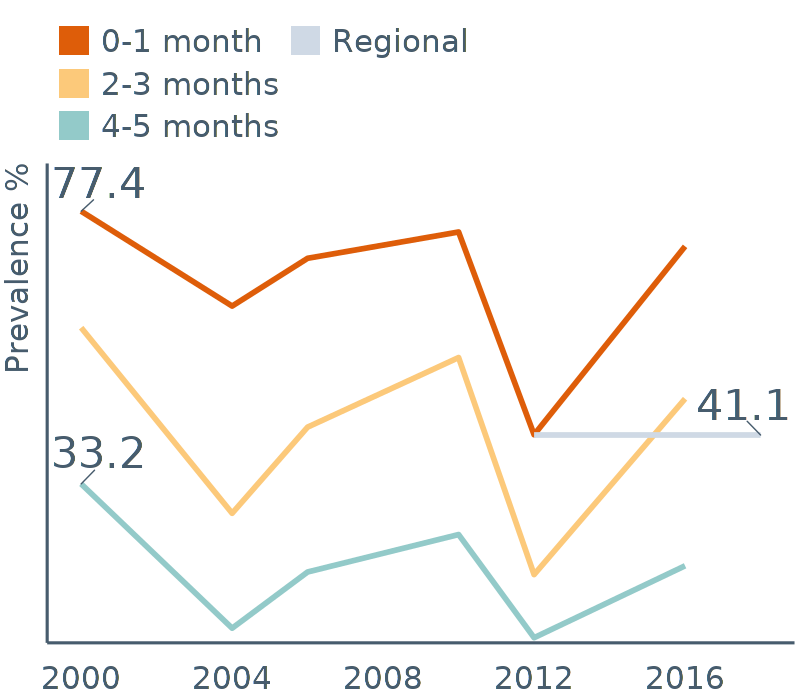 0-1 month
Regional
2-3 months
4-5 months
Prevalence %
77.4
33.2
41.1
2000 2004 2008 2012 2016